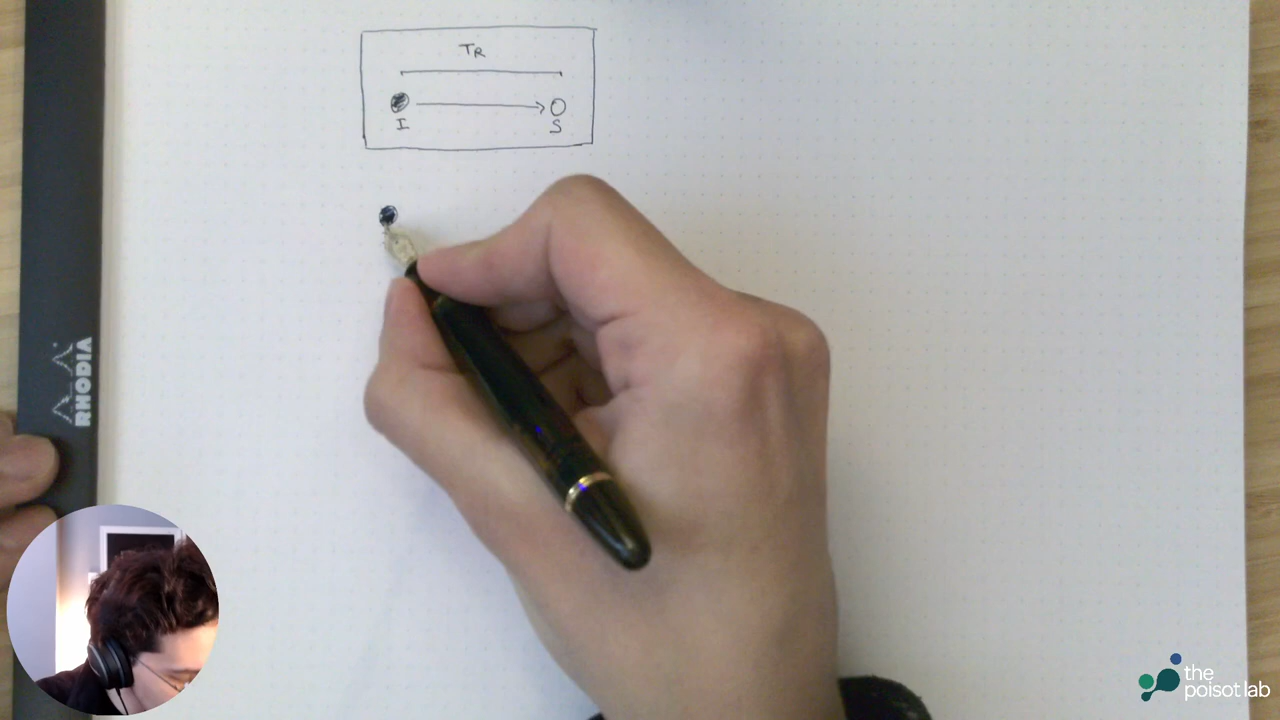 TR
I
S
RHODIA
the
poisot lab